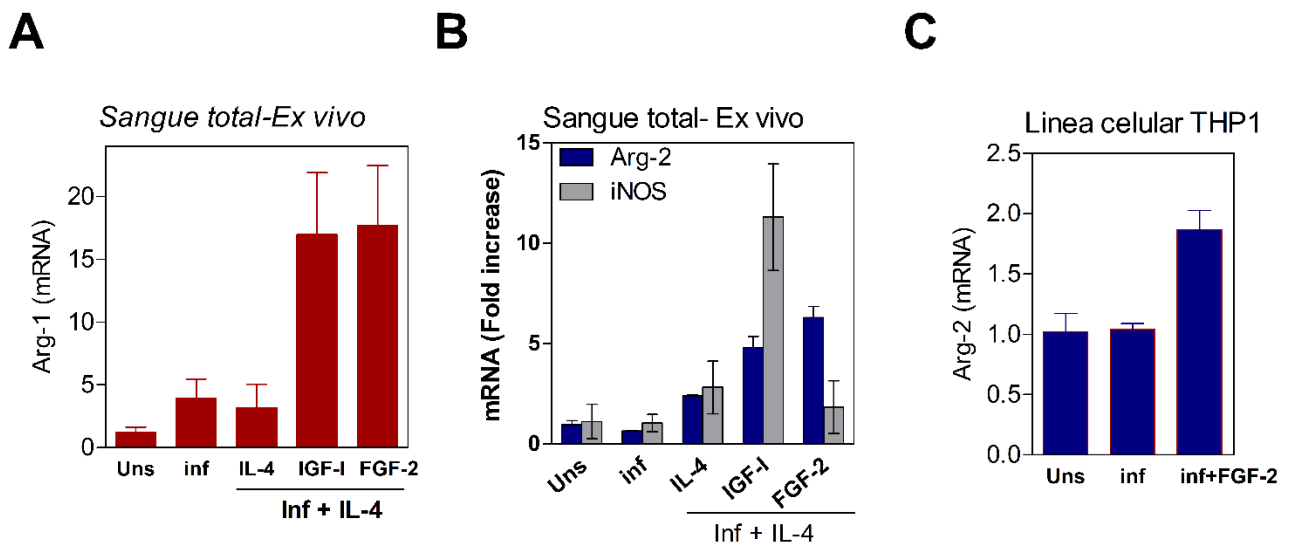 A
Sangue total-Ex vivo
Arg-1 (mRNA)
20
15
10
5
0
Uns inf IL-4 IGF-I FGF-2
Inf + IL-4
B
Sangue total- Ex vivo
mRNA (Fold increase)
15
10
5
0
Arg-2
iNOS
Uns inf IL-4 IGF-I FGF-2
Inf + IL-4
C
Linea celular THP1
Arg-2 (mRNA)
2.5
2.0
1.5
1.0
0.5
0.0
Uns inf inf+FGF-2